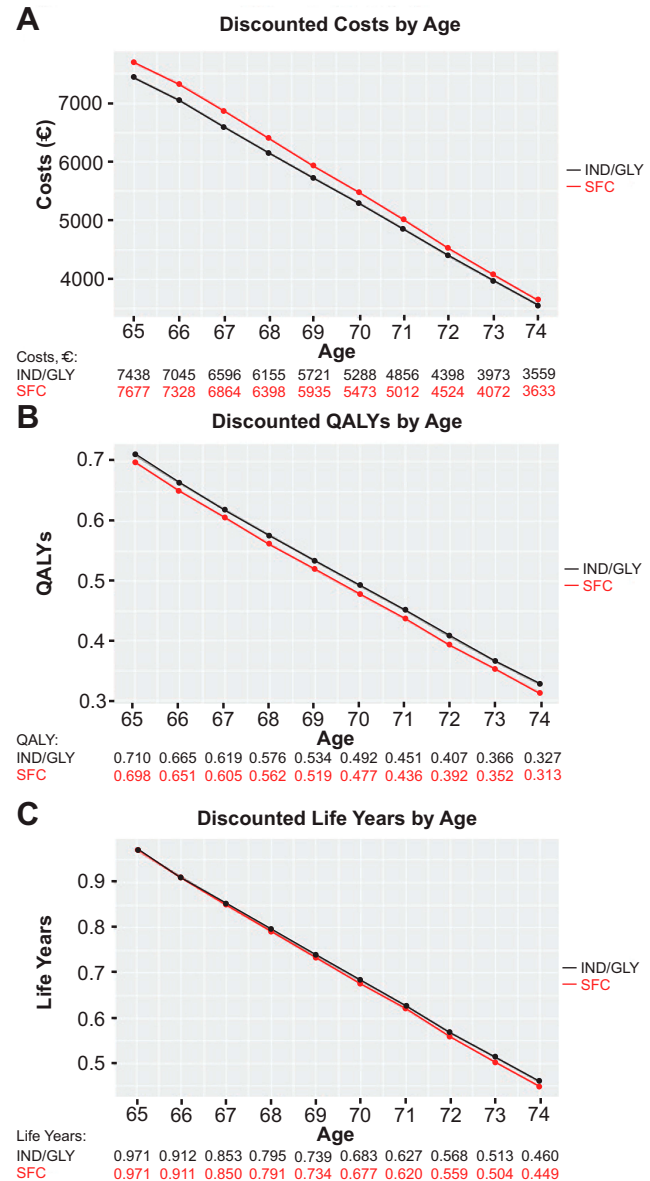 A
Discounted Costs by Age
7000
6000
5000
4000
Costs (€)
IND/GLY
SFC
65 66 67 68 69 70 71 72 73 74
Age
Costs, €:
IND/GLY 7438 7045 6596 6155 5721 5288 4856 4398 3973 3559
SFC 7677 7328 6864 6398 5935 5473 5012 4524 4072 3633
B
Discounted QALYs by Age
0.7
0.6
0.5
0.4
0.3
QALYs
IND/GLY
SFC
65 66 67 68 69 70 71 72 73 74
Age
QALY:
IND/GLY 0.710 0.665 0.619 0.576 0.534 0.492 0.451 0.407 0.366 0.327
SFC 0.698 0.651 0.605 0.562 0.519 0.477 0.436 0.392 0.352 0.313
C
Discounted Life Years by Age
0.9
0.8
0.7
0.6
0.5
Life Years
IND/GLY
SFC
65 66 67 68 69 70 71 72 73 74
Age
Life Years:
IND/GLY 0.971 0.912 0.853 0.795 0.739 0.683 0.627 0.568 0.513 0.460
SFC 0.971 0.911 0.850 0.791 0.734 0.677 0.620 0.559 0.504 0.449